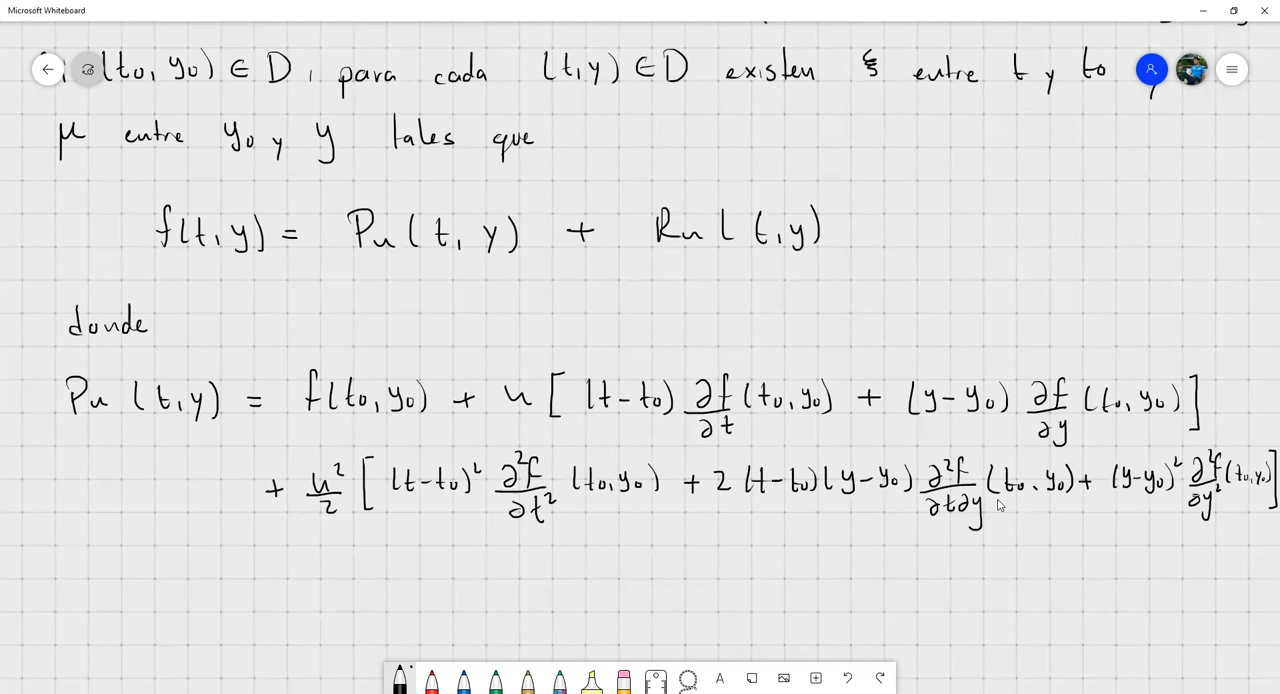 Microsoft Whiteboard
(t0, y0) ∈ D, para cada (t,y) ∈ D existen ξ entre t y t0 y
μ entre y0 y y tales que
f(t,y) = Pn(t, y) + Rn(t,y)
donde
Pn (t,y) = f(t0,y0) + h [ (t-t0) ∂f/∂t (t0,y0) + (y-y0) ∂f/∂y (t0,y0) ]
+ h²/2 [ (t-t0)² ∂²f/∂t² (t0,y0) + 2 (t-t0)(y-y0) ∂²f/∂t∂y (t0,y0) + (y-y0)² ∂²f/∂y² (t0,y0) ]
A